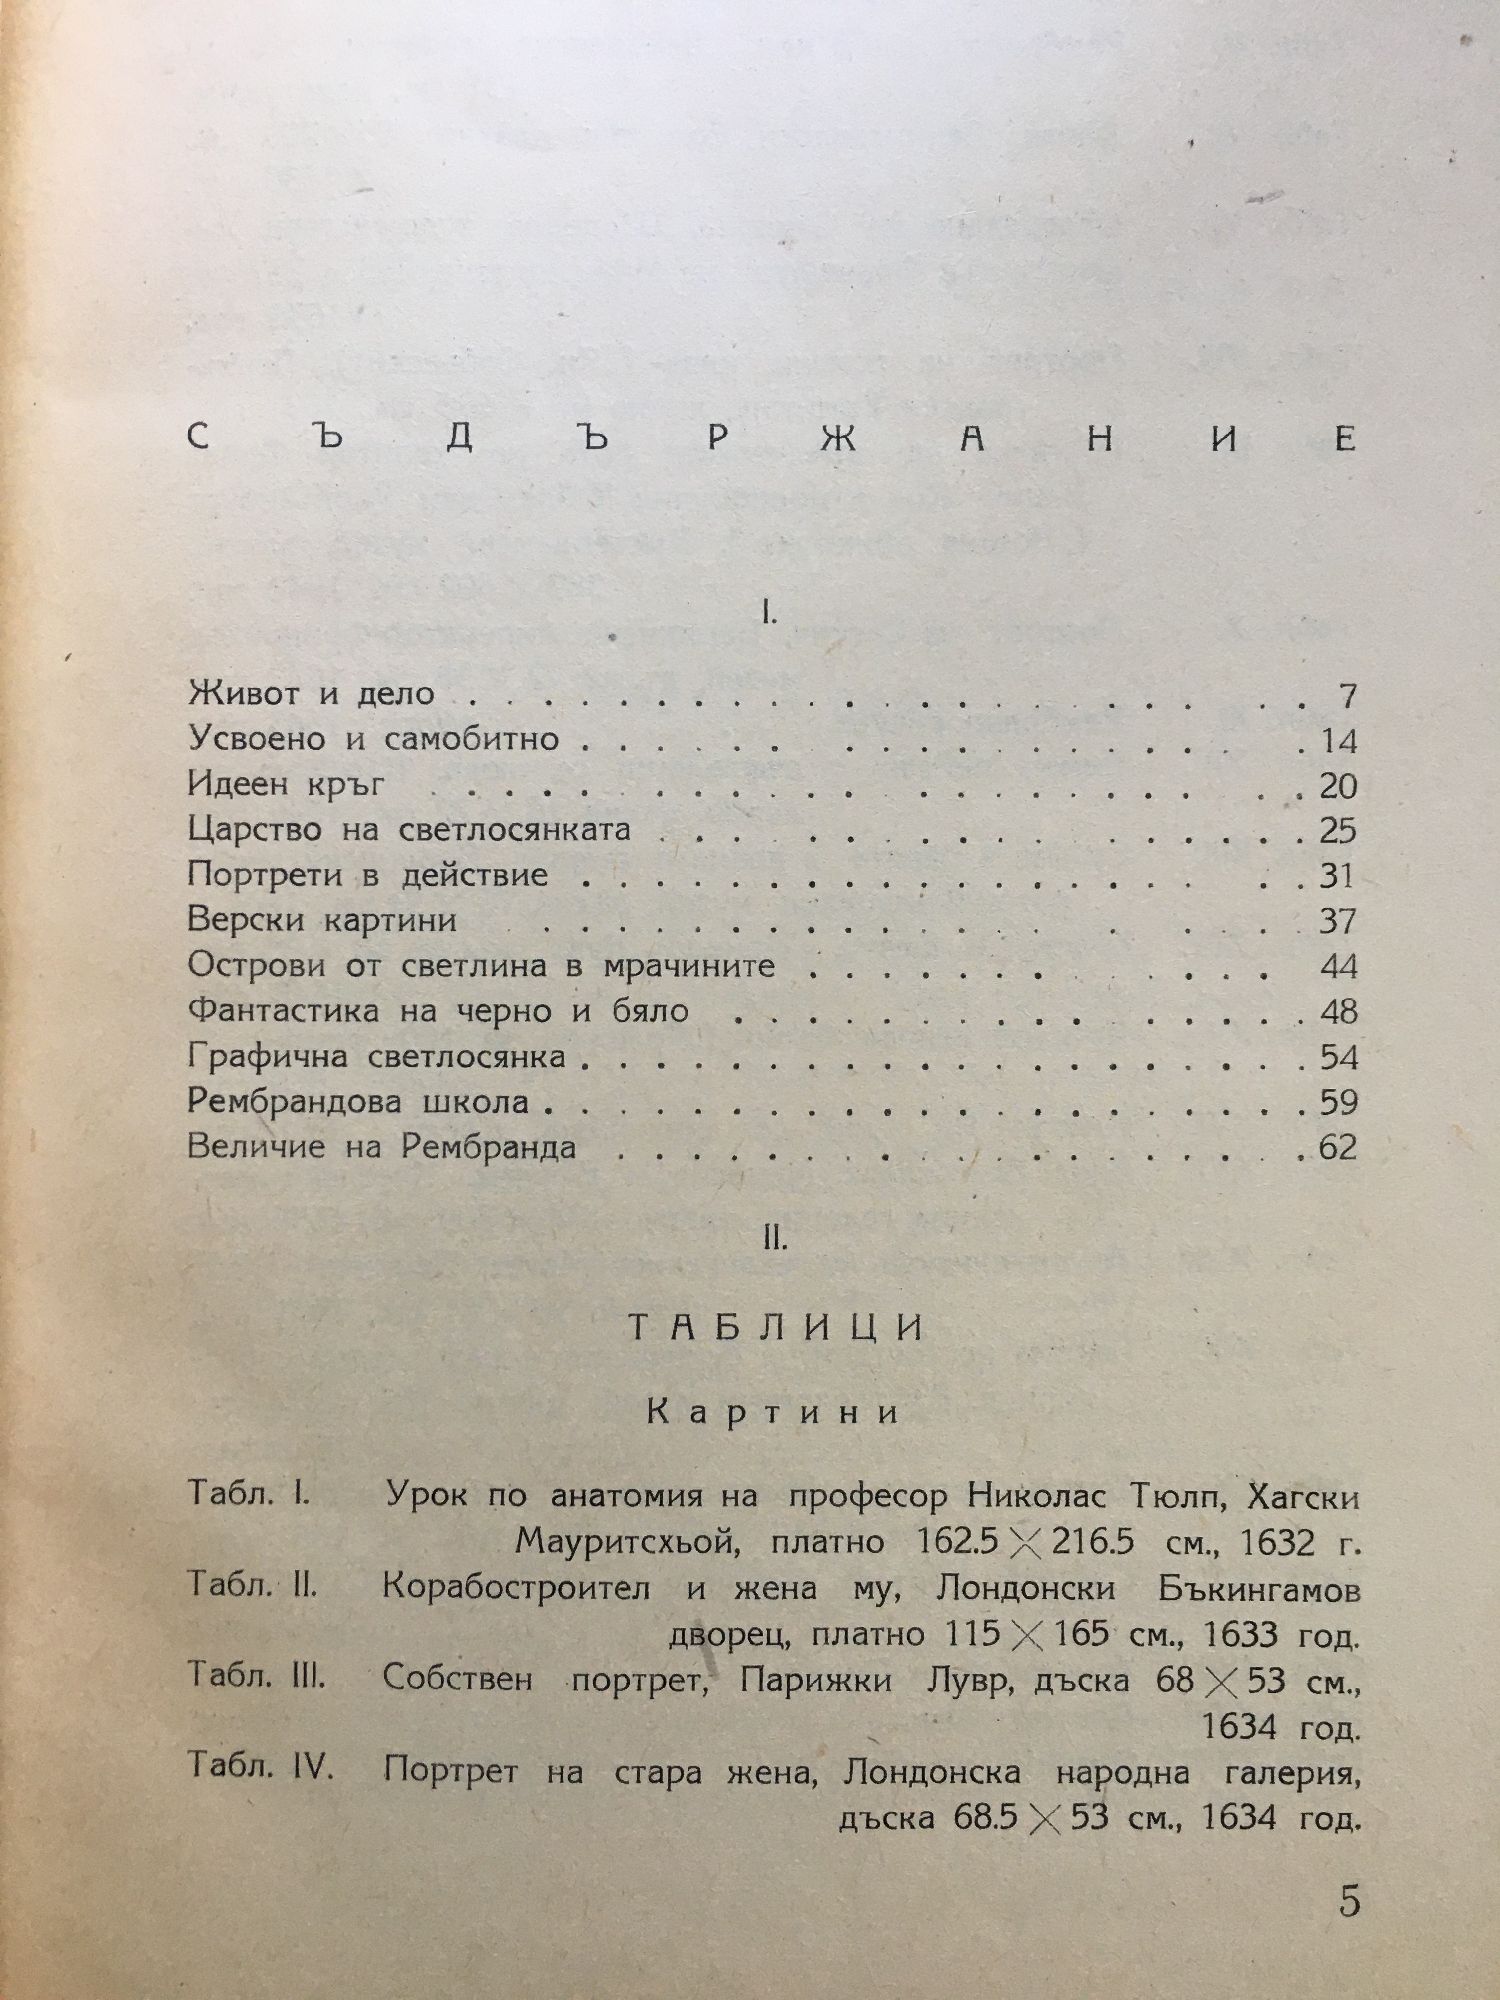 СЪДЪРЖАНИЕ
I.
Живот и дело . . . . . . . . . . . . . . . . . . . . . . 7
Усвоено и самобитно . . . . . . . . . . . . . . . . . 14
Идеен кръг . . . . . . . . . . . . . . . . . . . . . . 20
Царство на светлосянката . . . . . . . . . . . . . . . 25
Портрети в действие . . . . . . . . . . . . . . . . . . 31
Верски картини . . . . . . . . . . . . . . . . . . 37
Острови от светлина в мрачините . . . . . . . . . . . 44
Фантастика на черно и бяло . . . . . . . . . . . . . . . 48
Графична светлосянка . . . . . . . . . . . . . . . . . . . . 54
Рембрандова школа . . . . . . . . . . . . . . . . . . . . . 59
Величие на Рембранда . . . . . . . . . . . . . . . . . . . 62
II.
ТАБЛИЦИ
Картини
Табл. I. Урок по анатомия на професор Николас Тюлп, Хагски
Мауритсхьой, платно 162.5 × 216.5 см., 1632 г.
Табл. II. Корабостроител и жена му, Лондонски Бъкингамов
дворец, платно 115 × 165 см., 1633 год.
Табл. III. Собствен портрет, Парижки Лувр, дъска 68 × 53 см.,
1634 год.
Табл. IV. Портрет на стара жена, Лондонска народна галерия,
дъска 68.5 × 53 см., 1634 год.
5